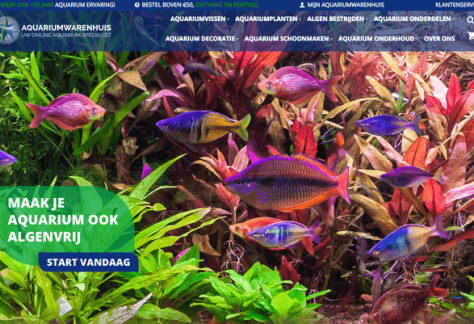 MEER DAN 100 JAAR AQUARIUM ERVARING!
BESTEL BOVEN €50, ONTVANG 5% KORTING
MIJN AQUARIUMWARENHUIS
KLANTENSERV
AQUARIUMWARENHUIS
UW ONLINE AQUARIUM SPECIALIST
AQUARIUMVISSEN
AQUARIUMPLANTEN
ALGEN BESTRIJDEN
AQUARIUM ONDERDELEN
AQUARIUM DECORATIE
AQUARIUM SCHOONMAKEN
AQUARIUM ONDERHOUD
OVER ONS
MAAK JE
AQUARIUM OOK
ALGENVRIJ
START VANDAAG